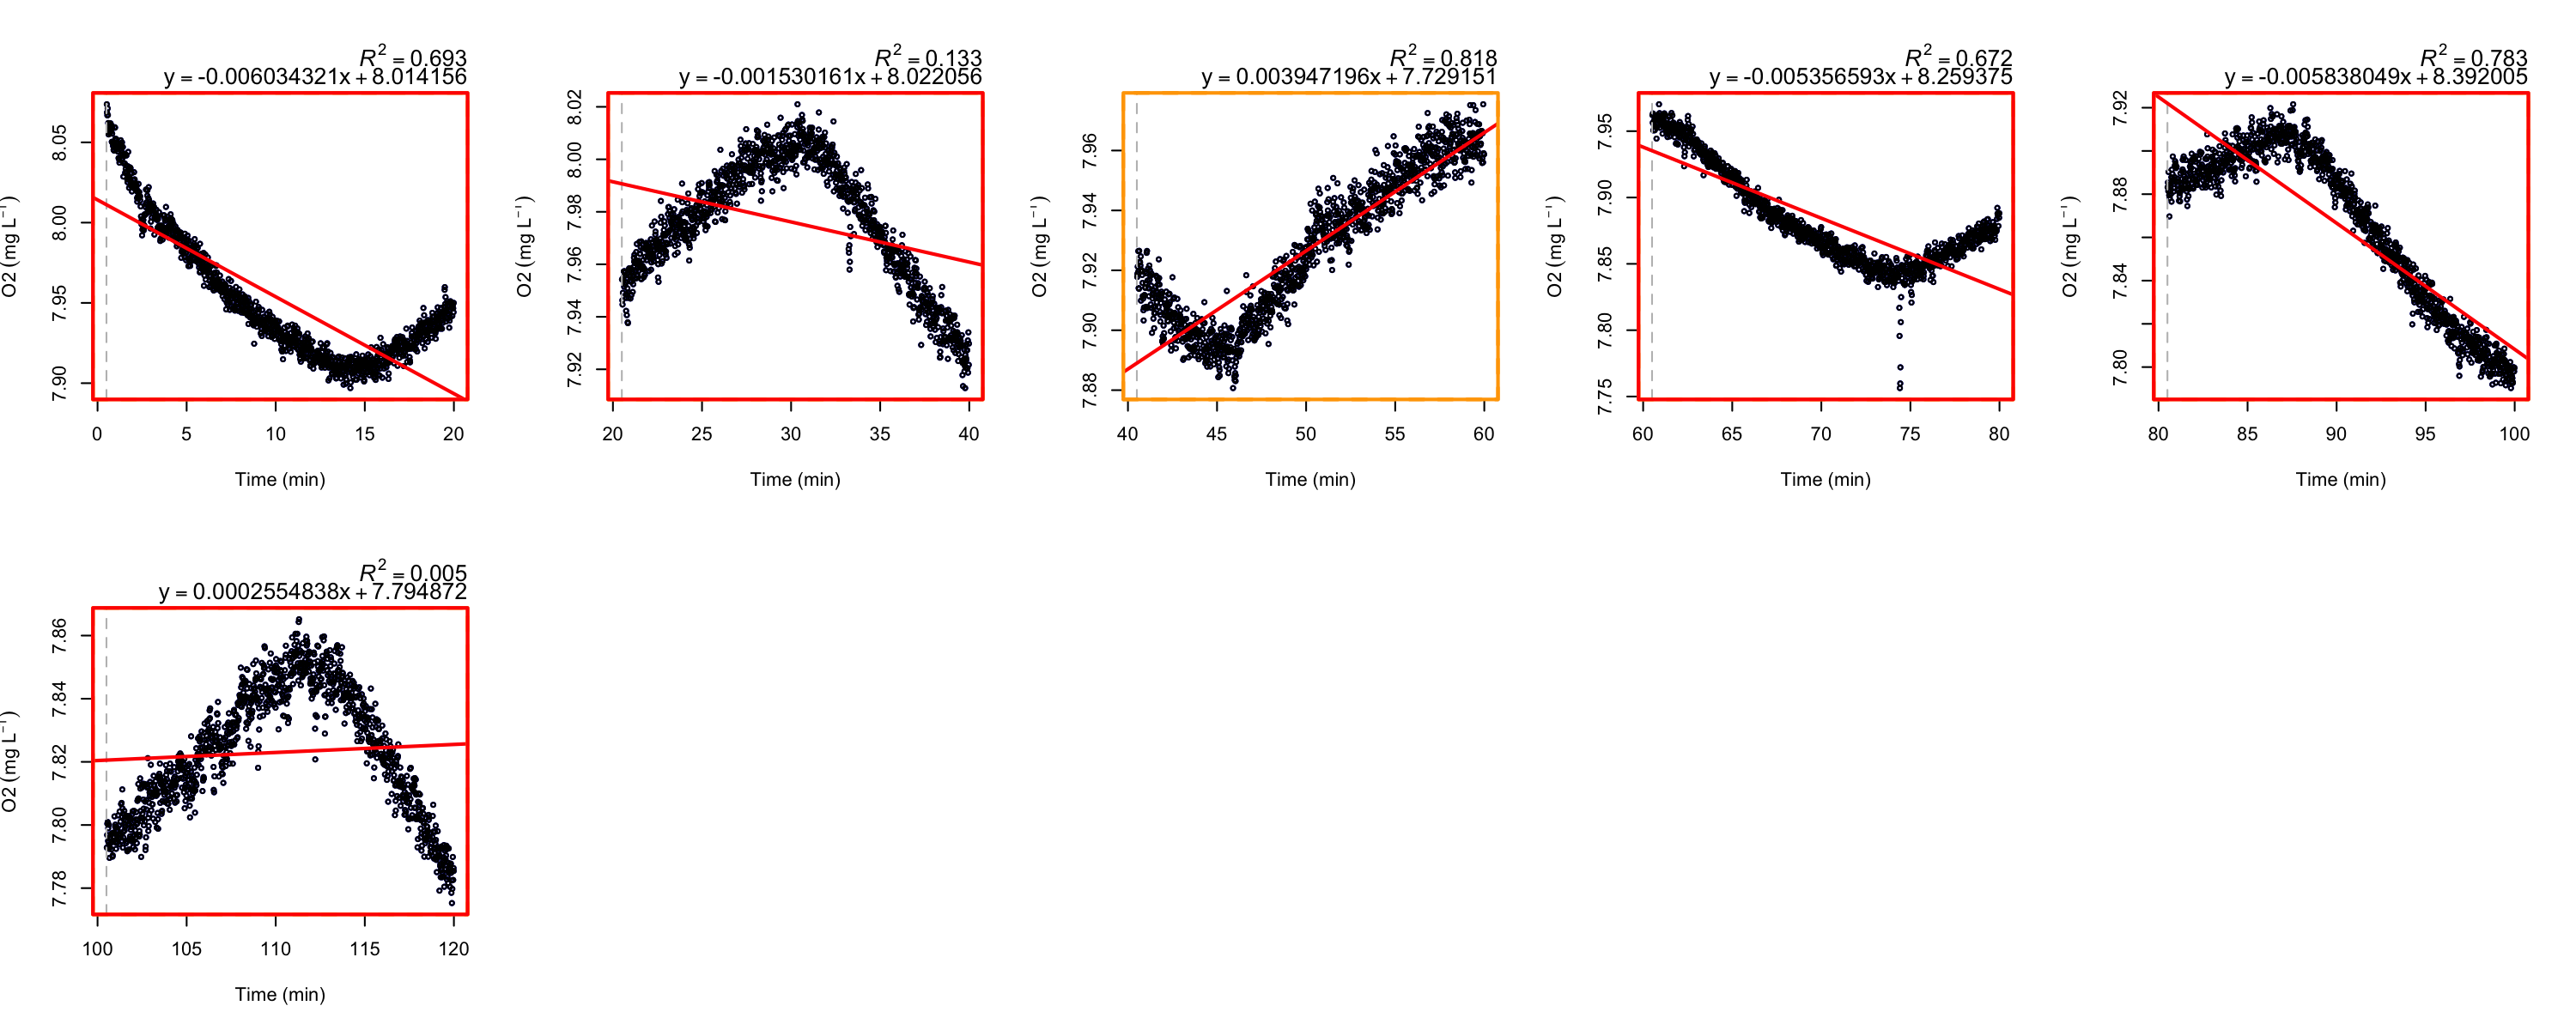 R² = 0.693
y = -0.006034321x + 8.014156
O2 (mg L⁻¹)
8.05
8.00
7.95
7.90
0 5 10 15 20
Time (min)
R² = 0.133
y = -0.001530161x + 8.022056
O2 (mg L⁻¹)
8.02
8.00
7.98
7.96
7.94
7.92
20 25 30 35 40
Time (min)
R² = 0.818
y = 0.003947196x + 7.729151
O2 (mg L⁻¹)
7.96
7.94
7.92
7.90
7.88
40 45 50 55 60
Time (min)
R² = 0.672
y = -0.005356593x + 8.259375
O2 (mg L⁻¹)
7.95
7.90
7.85
7.80
7.75
60 65 70 75 80
Time (min)
R² = 0.783
y = -0.005838049x + 8.392005
O2 (mg L⁻¹)
7.92
7.88
7.84
7.80
80 85 90 95 100
Time (min)
R² = 0.005
y = 0.0002554838x + 7.794872
O2 (mg L⁻¹)
7.86
7.84
7.82
7.80
7.78
100 105 110 115 120
Time (min)